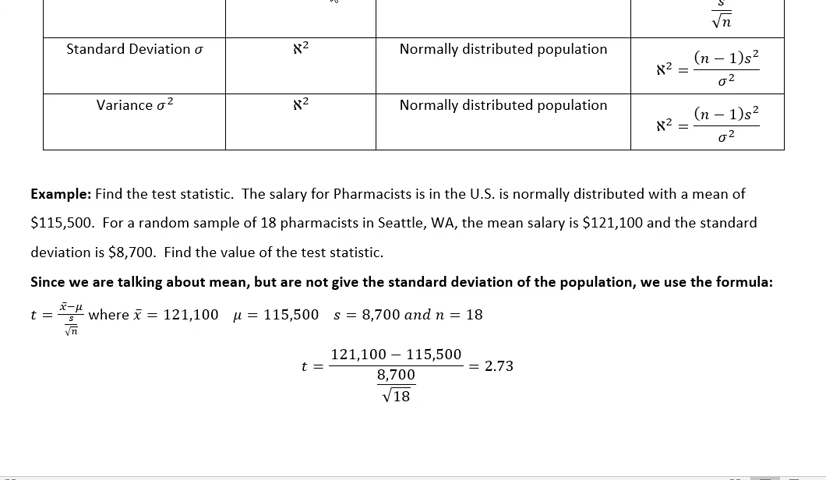 s/√n
Standard Deviation σ	ℵ²	Normally distributed population	ℵ² = (n − 1)s²/σ²
Variance σ²	ℵ²	Normally distributed population	ℵ² = (n − 1)s²/σ²
Example: Find the test statistic.  The salary for Pharmacists is in the U.S. is normally distributed with a mean of
$115,500.  For a random sample of 18 pharmacists in Seattle, WA, the mean salary is $121,100 and the standard
deviation is $8,700.  Find the value of the test statistic.
Since we are talking about mean, but are not give the standard deviation of the population, we use the formula:
t = (x̄−μ)/(s/√n) where x̄ = 121,100   μ = 115,500   s = 8,700 and n = 18
t = (121,100 − 115,500)/(8,700/√18) = 2.73